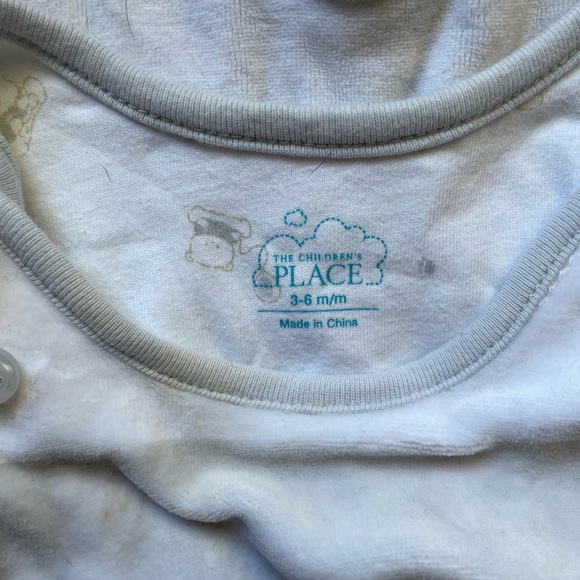 THE CHILDREN'S
PLACE
3-6 m/m
Made in China